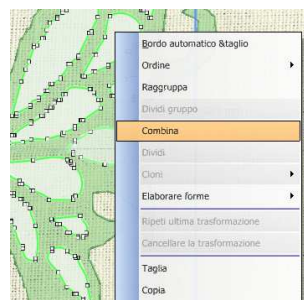 Bordo automatico &taglio
Ordine
Raggruppa
Dividi gruppo
Combina
Dividi
Cloni
Elaborare forme
Ripeti ultima trasformazione
Cancellare la trasformazione
Taglia
Copia